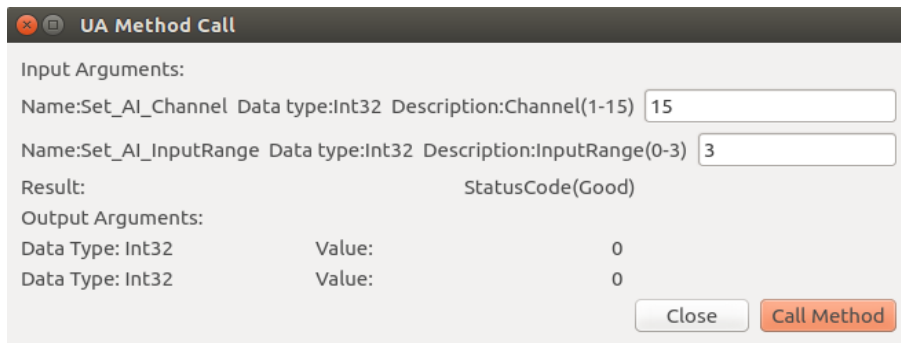 UA Method Call
Input Arguments:
Name:Set_AI_Channel Data type:Int32 Description:Channel(1-15) 15
Name:Set_AI_InputRange Data type:Int32 Description:InputRange(0-3) 3
Result: StatusCode(Good)
Output Arguments:
Data Type: Int32 Value: 0
Data Type: Int32 Value: 0
Close Call Method